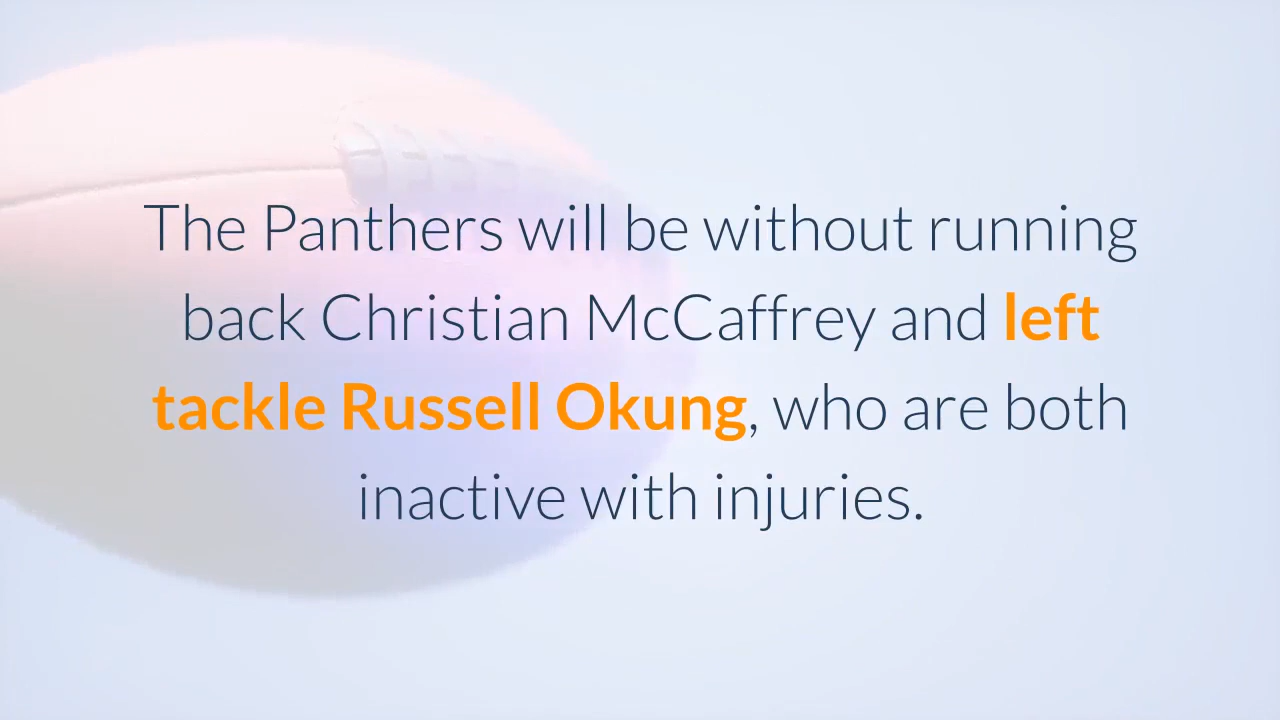 The Panthers will be without running
back Christian McCaffrey and left
tackle Russell Okung, who are both
inactive with injuries.